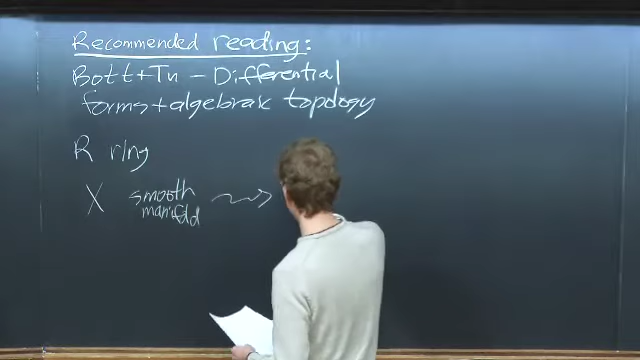 Recommended reading:
Bott+Tu – Differential
forms+algebraic topology
R ring
X smooth
manifold